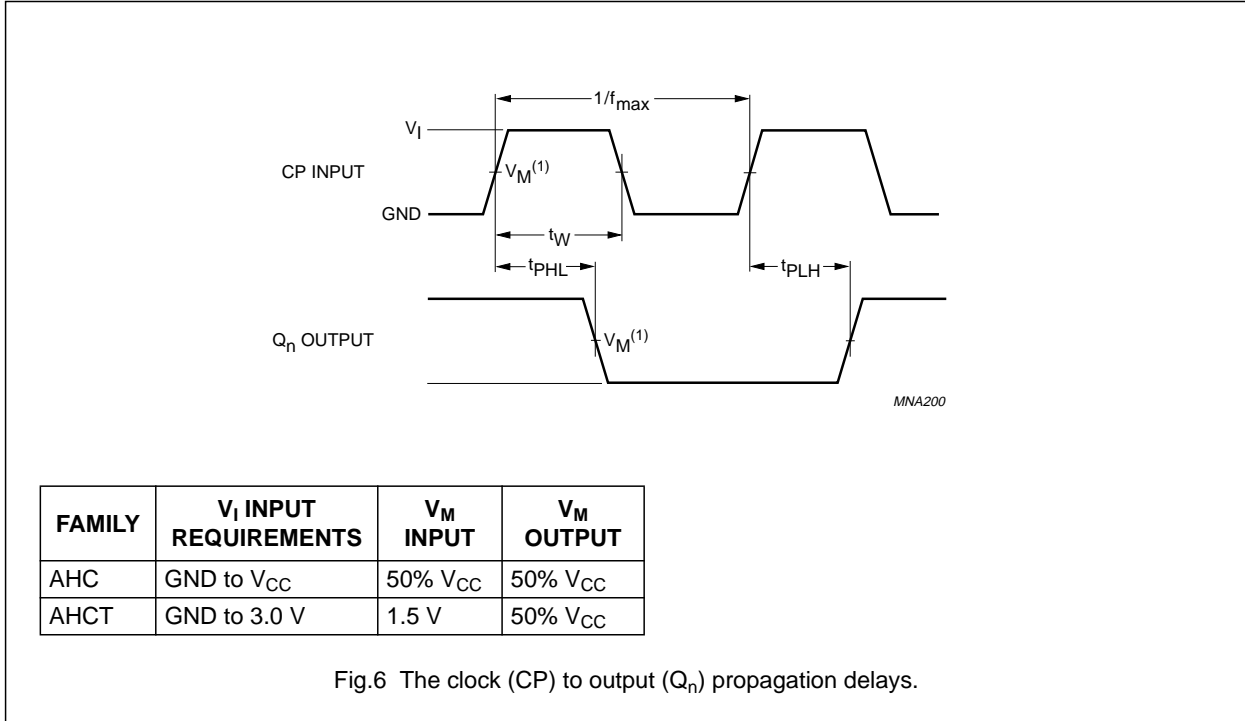 1/fmax
VI
CP INPUT
VM(1)
GND
tW
tPHL
tPLH
Qn OUTPUT
VM(1)
MNA200
FAMILY VI INPUT REQUIREMENTS VM INPUT VM OUTPUT
AHC GND to VCC 50% VCC 50% VCC
AHCT GND to 3.0 V 1.5 V 50% VCC
Fig.6 The clock (CP) to output (Qn) propagation delays.